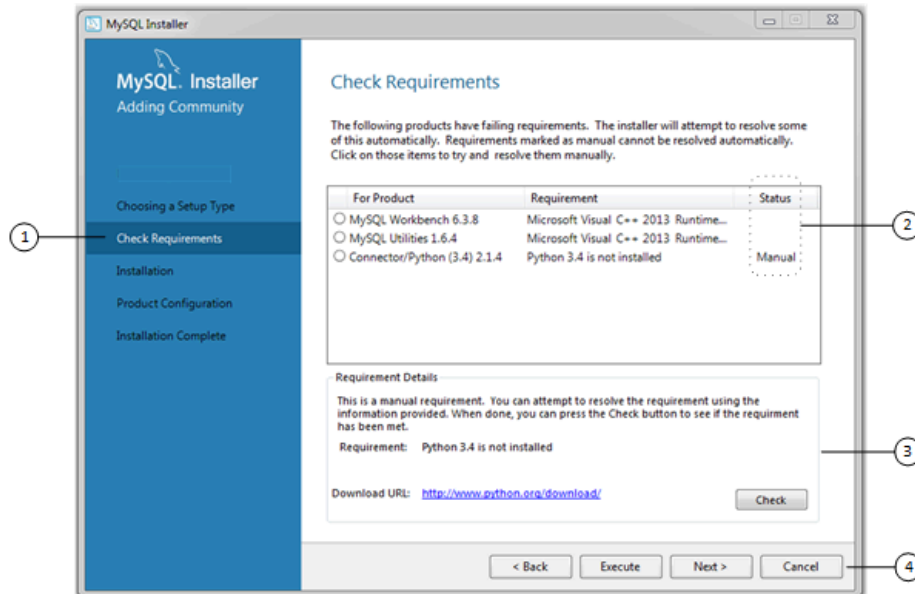 MySQL Installer
MySQL. Installer
Adding Community
Choosing a Setup Type
Check Requirements
Installation
Product Configuration
Installation Complete
Check Requirements
The following products have failing requirements. The installer will attempt to resolve some
of this automatically. Requirements marked as manual cannot be resolved automatically.
Click on those items to try and resolve them manually.
For Product Requirement Status
MySQL Workbench 6.3.8 Microsoft Visual C++ 2013 Runtime...
MySQL Utilities 1.6.4 Microsoft Visual C++ 2013 Runtime...
Connector/Python (3.4) 2.1.4 Python 3.4 is not installed Manual
Requirement Details
This is a manual requirement. You can attempt to resolve the requirement using the
information provided. When done, you can press the Check button to see if the requirment
has been met.
Requirement: Python 3.4 is not installed
Download URL: http://www.python.org/download/
Check
< Back Execute Next > Cancel
1
2
3
4